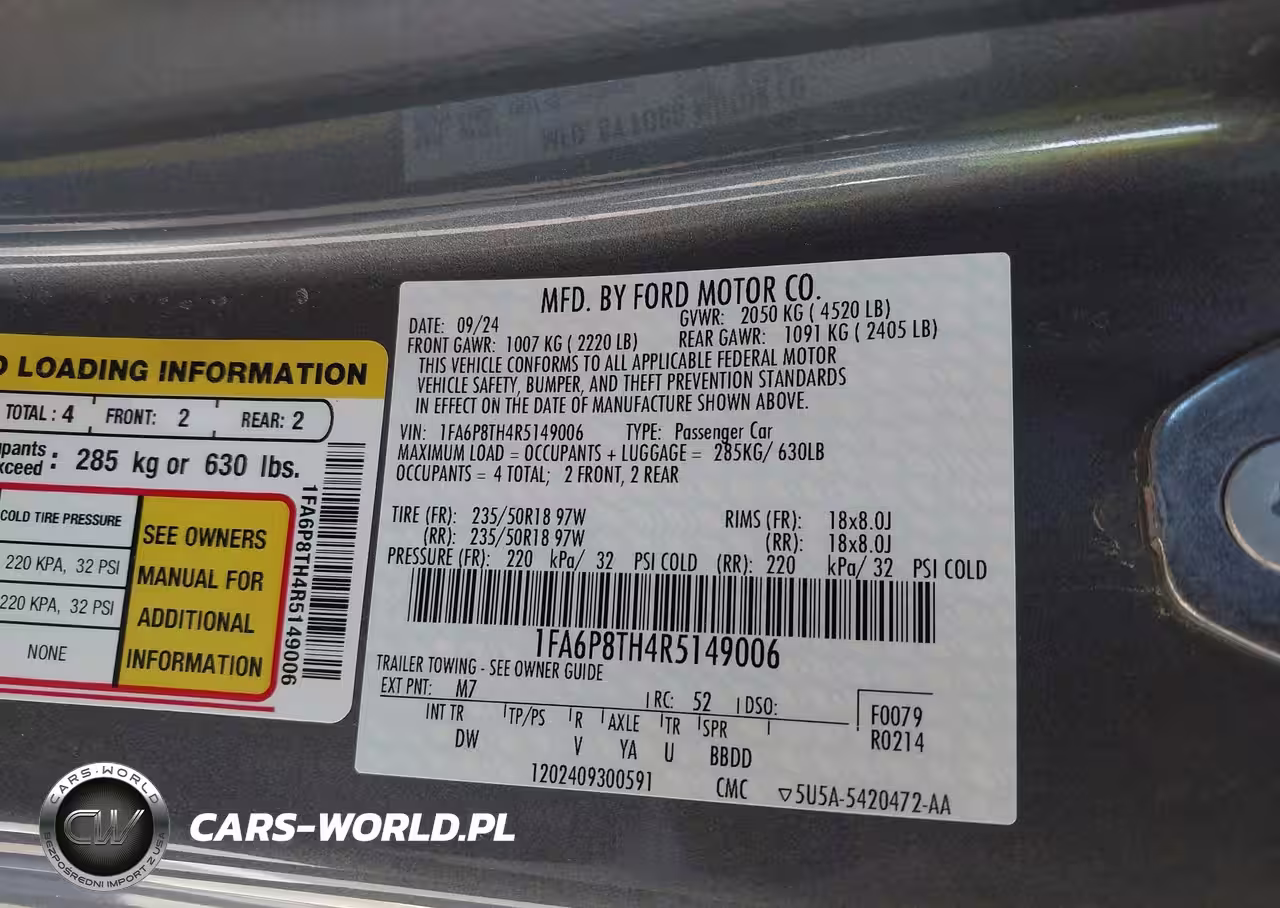 MFD. BY FORD MOTOR CO.
DATE: 09/24 GVWR: 2050 KG ( 4520 LB)
FRONT GAWR: 1007 KG ( 2220 LB) REAR GAWR: 1091 KG ( 2405 LB)
THIS VEHICLE CONFORMS TO ALL APPLICABLE FEDERAL MOTOR
VEHICLE SAFETY, BUMPER, AND THEFT PREVENTION STANDARDS
IN EFFECT ON THE DATE OF MANUFACTURE SHOWN ABOVE.
VIN: 1FA6P8TH4R5149006 TYPE: Passenger Car
MAXIMUM LOAD = OCCUPANTS + LUGGAGE = 285KG/ 630LB
OCCUPANTS = 4 TOTAL; 2 FRONT, 2 REAR
TIRE (FR): 235/50R18 97W RIMS (FR): 18x8.0J
(RR): 235/50R18 97W (RR): 18x8.0J
PRESSURE (FR): 220 kPa/ 32 PSI COLD (RR): 220 kPa/ 32 PSI COLD
1FA6P8TH4R5149006
TRAILER TOWING - SEE OWNER GUIDE
EXT PNT: M7 RC: 52 DSO:
INT TR TP/PS R AXLE TR SPR
DW V YA U BBDD
F0079
R0214
1202409300591 CMC 5U5A-5420472-AA
LOADING INFORMATION
TOTAL : 4 FRONT: 2 REAR: 2
: 285 kg or 630 lbs.
COLD TIRE PRESSURE
220 KPA, 32 PSI
220 KPA, 32 PSI
NONE
SEE OWNERS
MANUAL FOR
ADDITIONAL
INFORMATION
1FA6P8TH4R5149006
CARS-WORLD
CW
BEZPOŚREDNI IMPORT Z USA
CARS-WORLD.PL